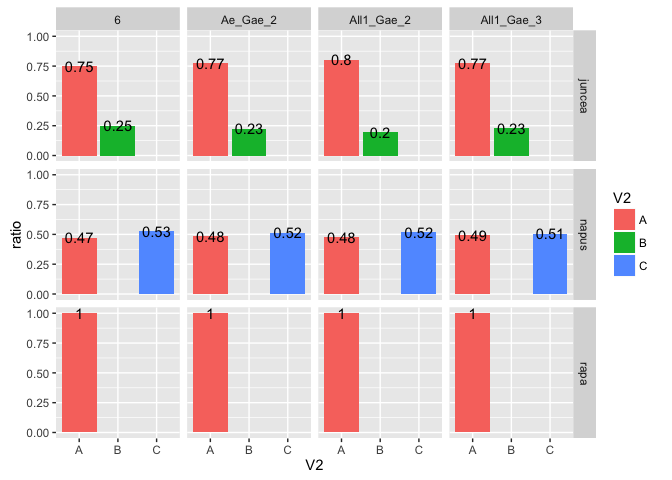 6 Ae_Gae_2 All1_Gae_2 All1_Gae_3
1.00
0.75 0.75 0.77 0.8 0.77
0.50
0.25 0.25 0.23 0.2 0.23
0.00
juncea
1.00
0.75
0.50 0.47 0.53 0.48 0.52 0.48 0.52 0.49 0.51
0.25
0.00
napus
1.00 1 1 1 1
0.75
0.50
0.25
0.00
rapa
A B C A B C A B C A B C
V2
ratio
V2
A
B
C